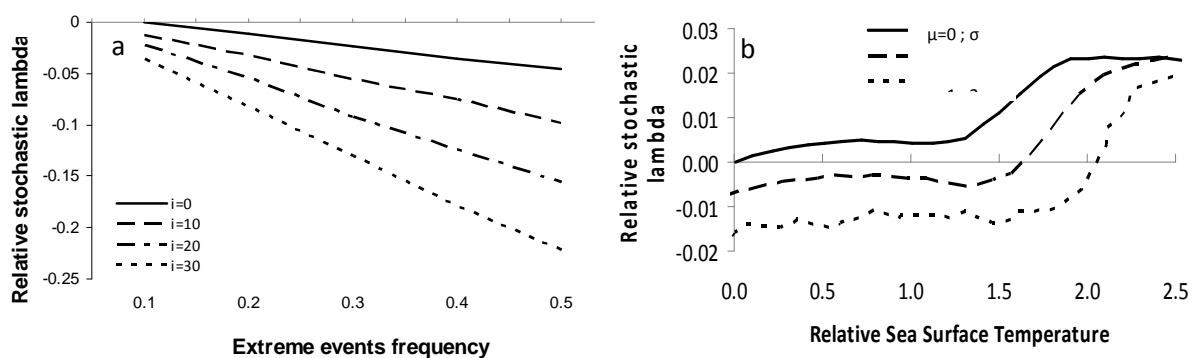 a
Relative stochastic lambda
0
-0.05
-0.1
-0.15
-0.2
-0.25
i=0
i=10
i=20
i=30
0.1 0.2 0.3 0.4 0.5
Extreme events frequency
b
Relative stochastic
lambda
0.03
0.02
0.01
0.00
-0.01
-0.02
μ=0 ; σ
0.0 0.5 1.0 1.5 2.0 2.5
Relative Sea Surface Temperature